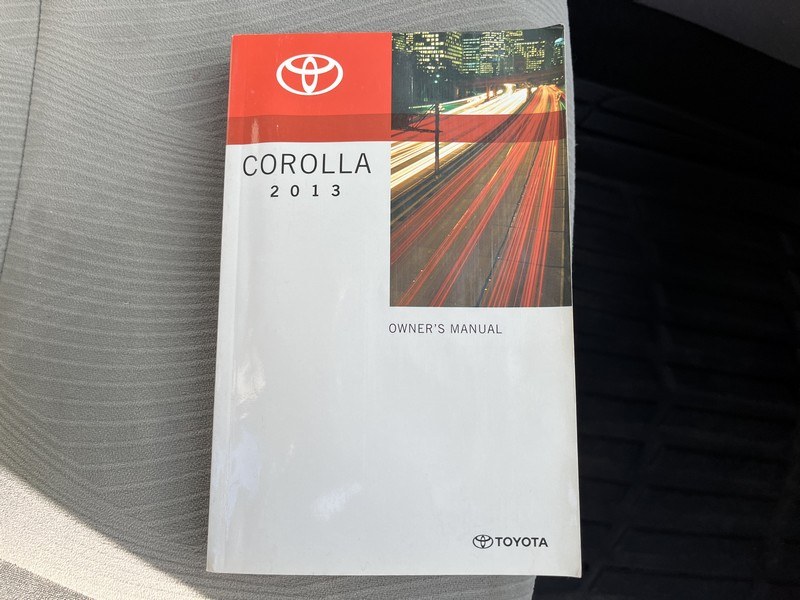 COROLLA
2013
OWNER'S MANUAL
TOYOTA